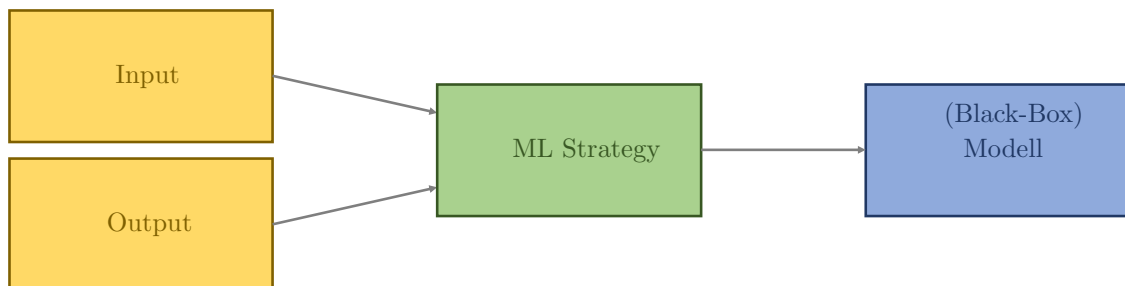 Input
Output
ML Strategy
(Black-Box)
Modell